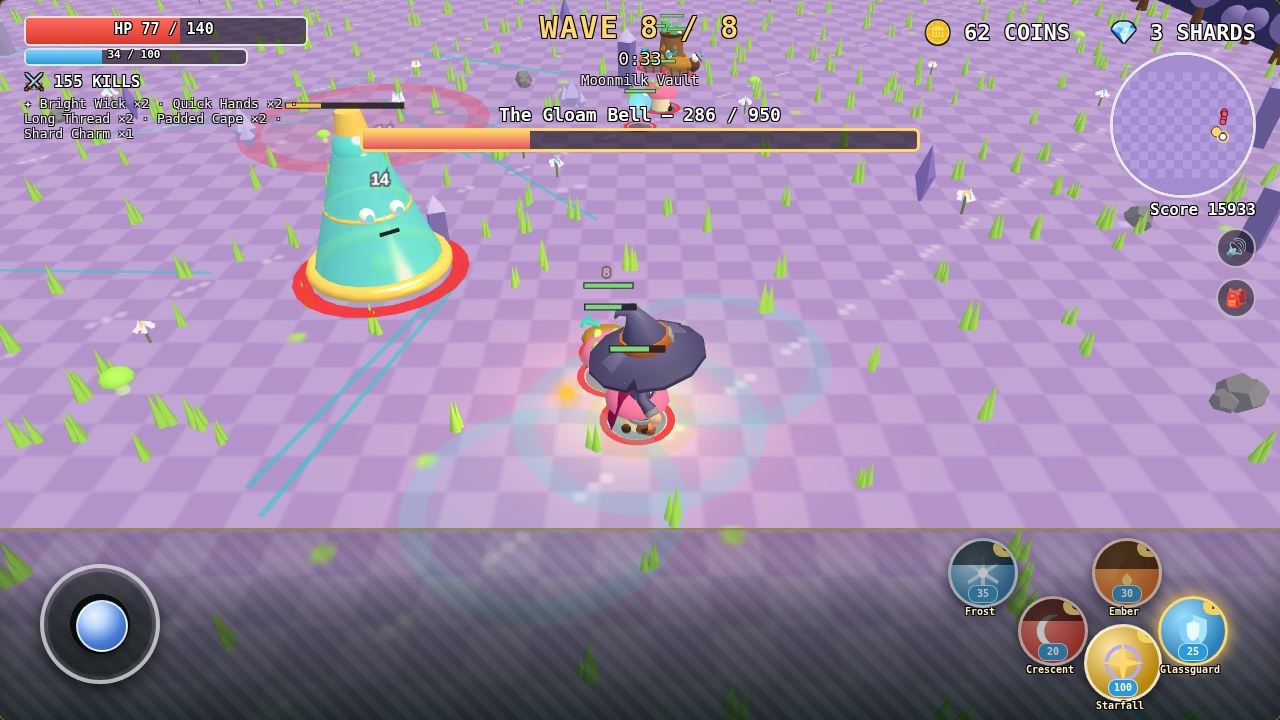 HP 77 / 140
34 / 100
155 KILLS
+ Bright Wick ×2 · Quick Hands ×2 ·
Long Thread ×2 · Padded Cape ×2 ·
Shard Charm ×1
WAVE 8 / 8
0:33
Moonmilk Vault
The Gloam Bell — 286 / 950
62 COINS
3 SHARDS
Score 15933
14
8
35
Frost
30
Ember
20
Crescent
25
Glassguard
100
Starfall